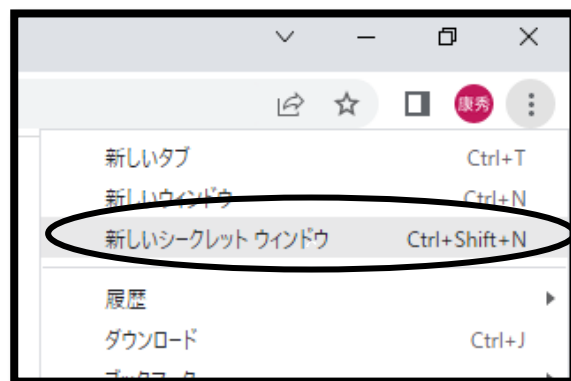 康秀
新しいタブ Ctrl+T
新しいウィンドウ Ctrl+N
新しいシークレット ウィンドウ Ctrl+Shift+N
履歴
ダウンロード Ctrl+J